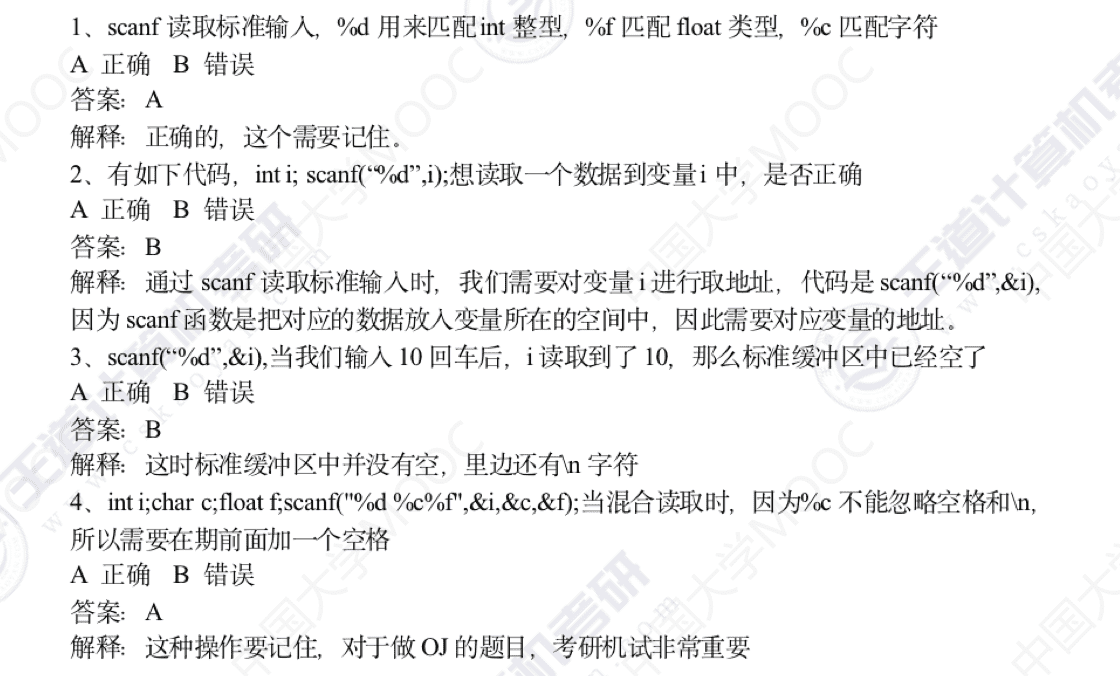 1、scanf 读取标准输入，%d 用来匹配 int 整型，%f 匹配 float 类型，%c 匹配字符
A 正确 B 错误
答案：A
解释：正确的，这个需要记住。
2、有如下代码，int i; scanf(“%d”,i);想读取一个数据到变量 i 中，是否正确
A 正确 B 错误
答案：B
解释：通过 scanf 读取标准输入时，我们需要对变量 i 进行取地址，代码是 scanf(“%d”,&i),
因为 scanf 函数是把对应的数据放入变量所在的空间中，因此需要对应变量的地址。
3、scanf(“%d”,&i),当我们输入 10 回车后，i 读取到了 10，那么标准缓冲区中已经空了
A 正确 B 错误
答案：B
解释：这时标准缓冲区中并没有空，里边还有\n 字符
4、int i;char c;float f;scanf("%d %c%f",&i,&c,&f);当混合读取时，因为%c 不能忽略空格和\n，
所以需要在期前面加一个空格
A 正确 B 错误
答案：A
解释：这种操作要记住，对于做 OJ 的题目，考研机试非常重要